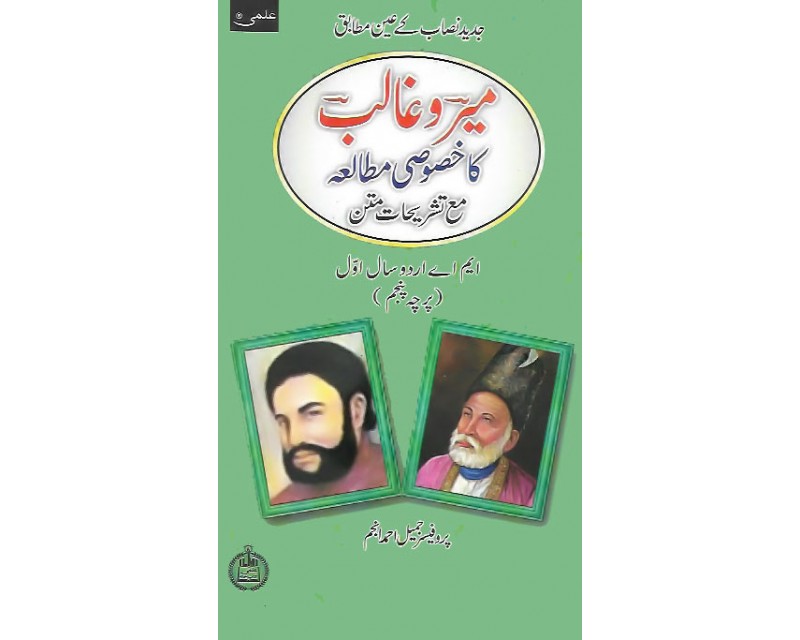 علمی
جدید نصاب کے عین مطابق
میر و غالب
کا خصوصی مطالعہ
مع تشریحات متن
ایم اے اردو سال اوّل
(پرچہ پنجم)
پروفیسر جمیل احمد انجم